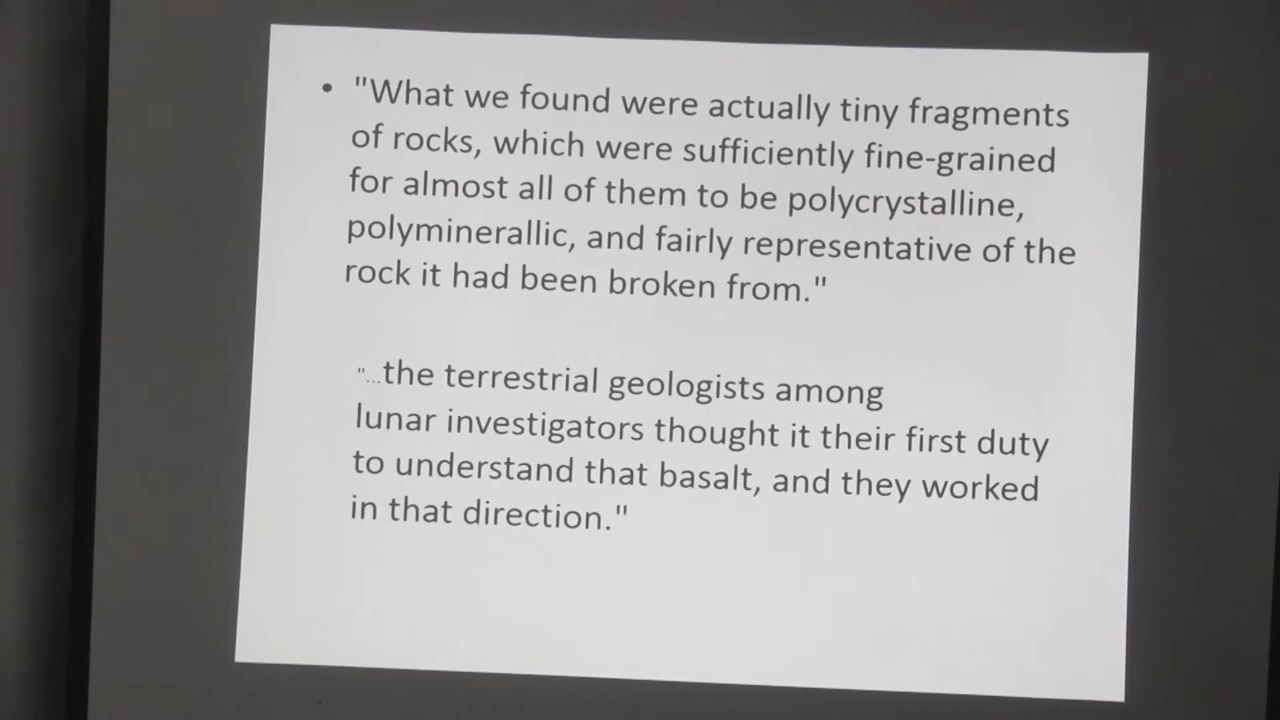 • "What we found were actually tiny fragments
of rocks, which were sufficiently fine-grained
for almost all of them to be polycrystalline,
polyminerallic, and fairly representative of the
rock it had been broken from."
"...the terrestrial geologists among
lunar investigators thought it their first duty
to understand that basalt, and they worked
in that direction."